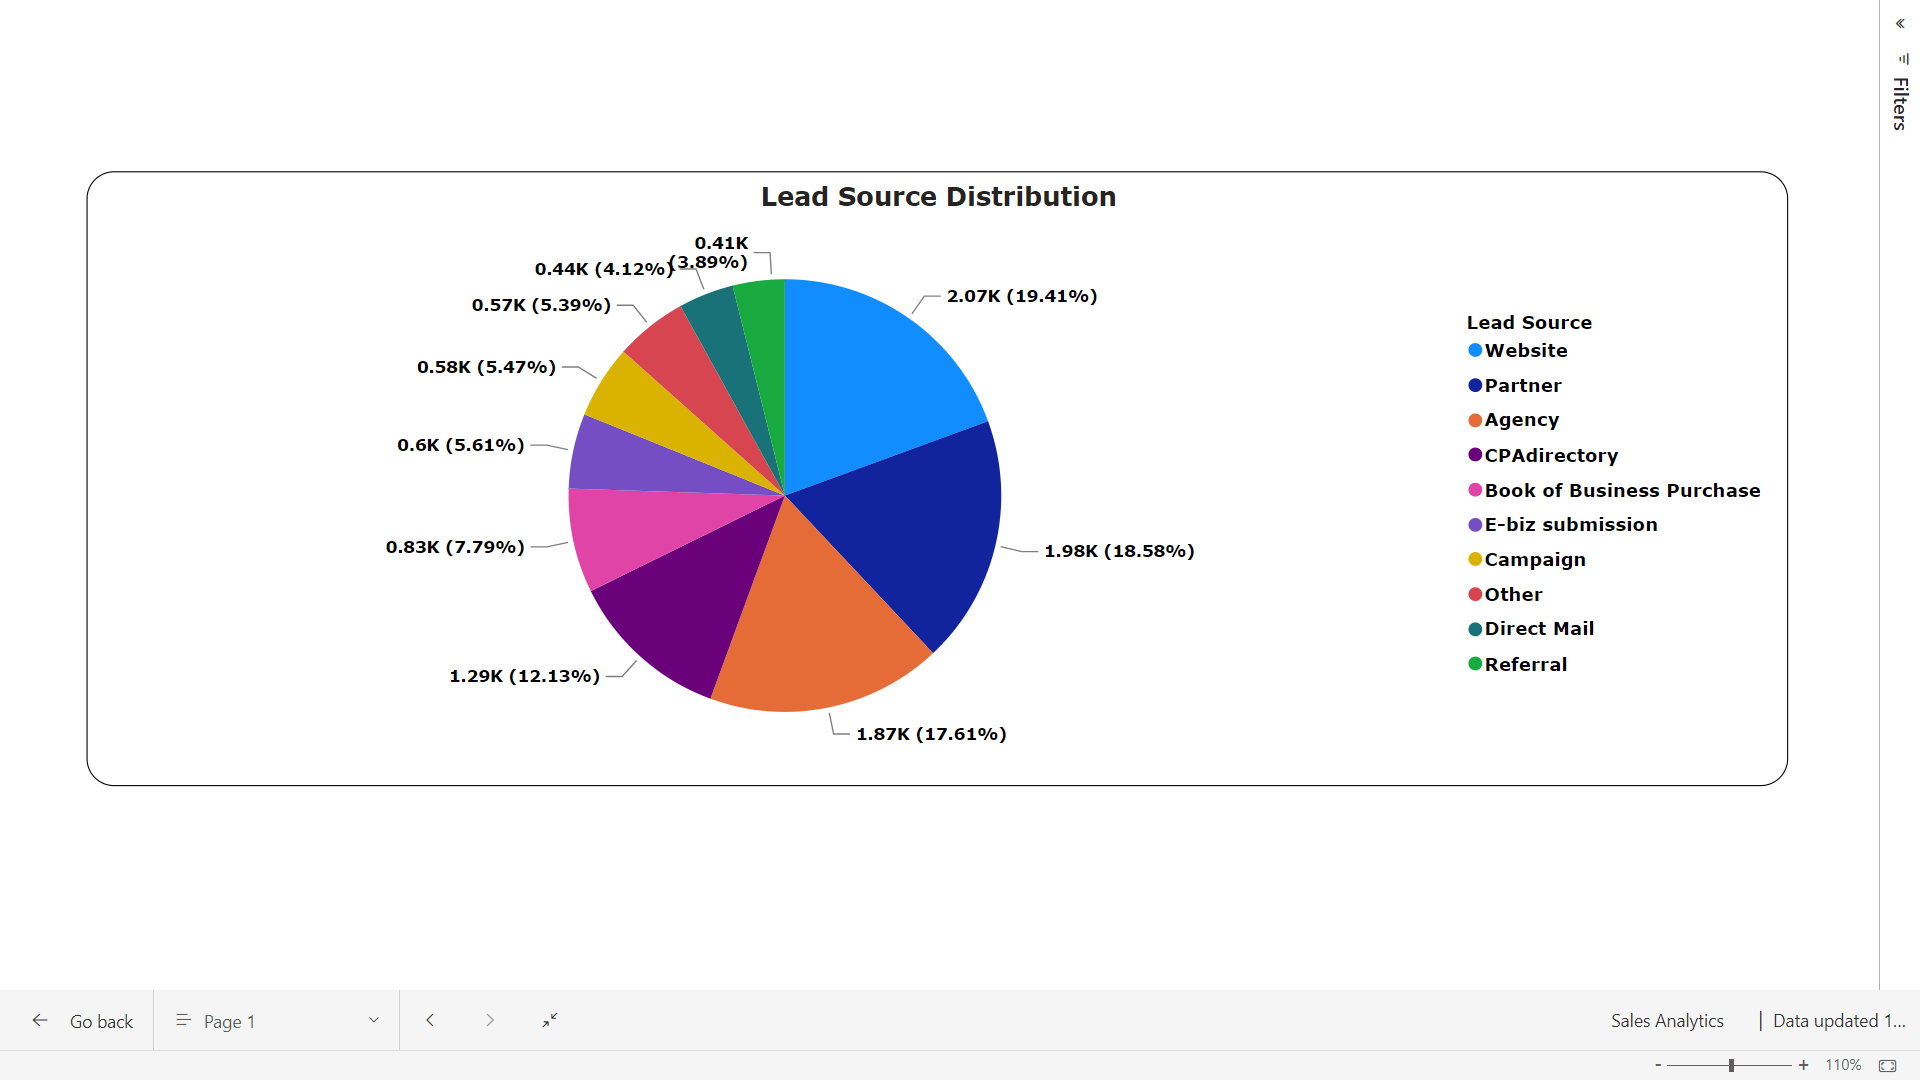 Filters
Lead Source Distribution
0.41K
(3.89%)
0.44K (4.12%)
0.57K (5.39%)
0.58K (5.47%)
0.6K (5.61%)
0.83K (7.79%)
1.29K (12.13%)
2.07K (19.41%)
1.98K (18.58%)
1.87K (17.61%)
Lead Source
Website
Partner
Agency
CPAdirectory
Book of Business Purchase
E-biz submission
Campaign
Other
Direct Mail
Referral
Go back
Page 1
Sales Analytics | Data updated 1...
- + 110%